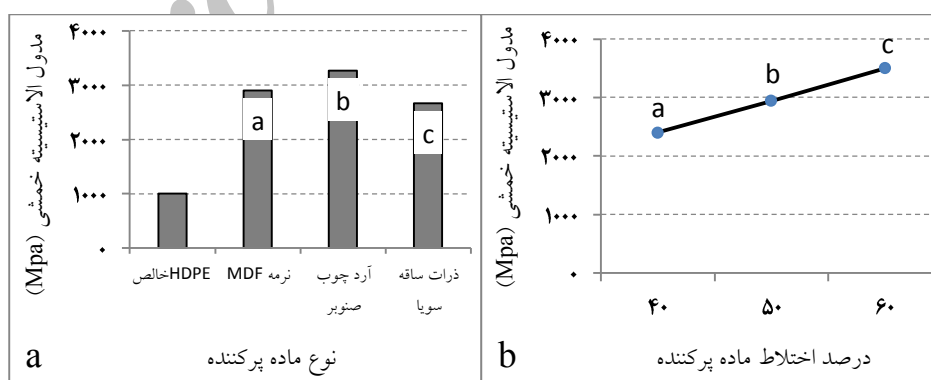 مدول الاستیسیته خمشی (Mpa)
۴۰۰۰
۳۰۰۰
۲۰۰۰
۱۰۰۰
۰
a
b
c
HDPEخالص
نرمه MDF
آرد چوب
صنوبر
ذرات ساقه
سویا
نوع ماده پرکننده
a
مدول الاستیسیته خمشی (Mpa)
۴۰۰۰
۳۰۰۰
۲۰۰۰
۱۰۰۰
۰
a
b
c
۴۰
۵۰
۶۰
درصد اختلاط ماده پرکننده
b